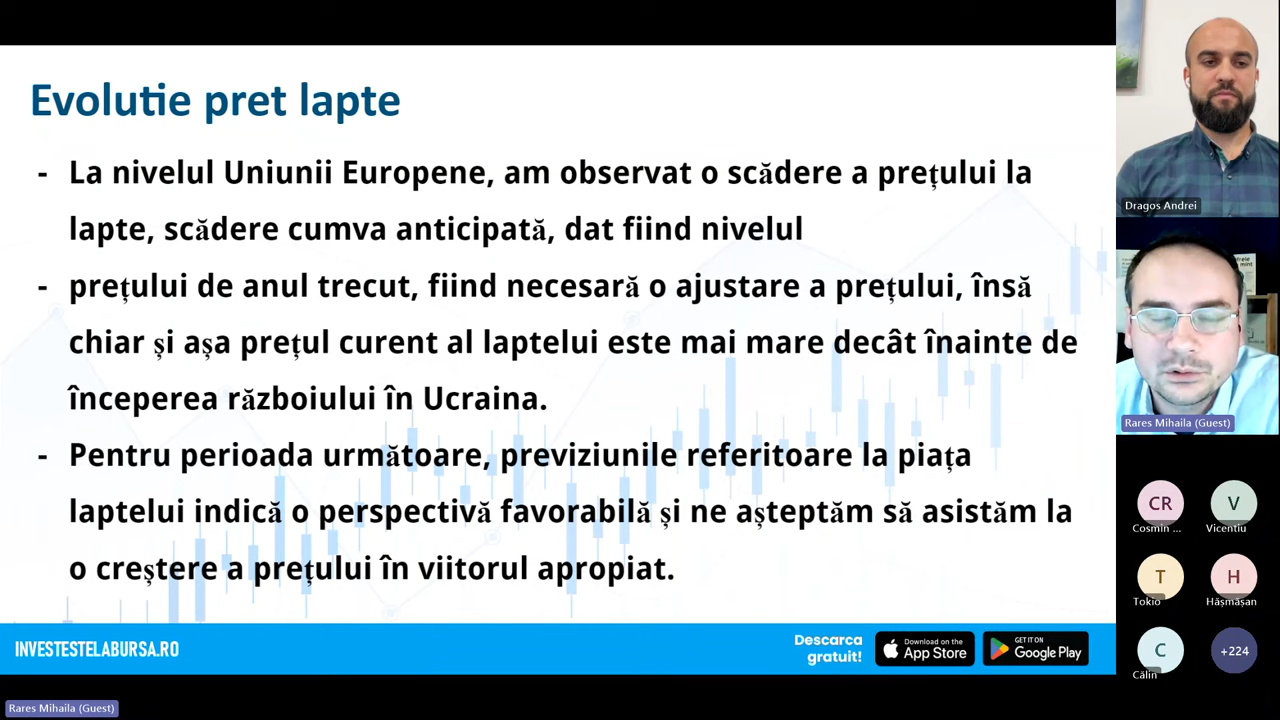 Evolutie pret lapte
- La nivelul Uniunii Europene, am observat o scădere a prețului la
lapte, scădere cumva anticipată, dat fiind nivelul
- prețului de anul trecut, fiind necesară o ajustare a prețului, însă
chiar și așa prețul curent al laptelui este mai mare decât înainte de
începerea războiului în Ucraina.
- Pentru perioada următoare, previziunile referitoare la piața
laptelui indică o perspectivă favorabilă și ne așteptăm să asistăm la
o creștere a prețului în viitorul apropiat.
INVESTESTELABURSA.RO
Descarca
gratuit!
Download on the
App Store
GET IT ON
Google Play
Rares Mihaila (Guest)
Dragos Andrei
Rares Mihaila (Guest)
CR
Cosmin ...
V
Vicentiu
T
Tokio
H
Hășmășan
C
Călin
+224